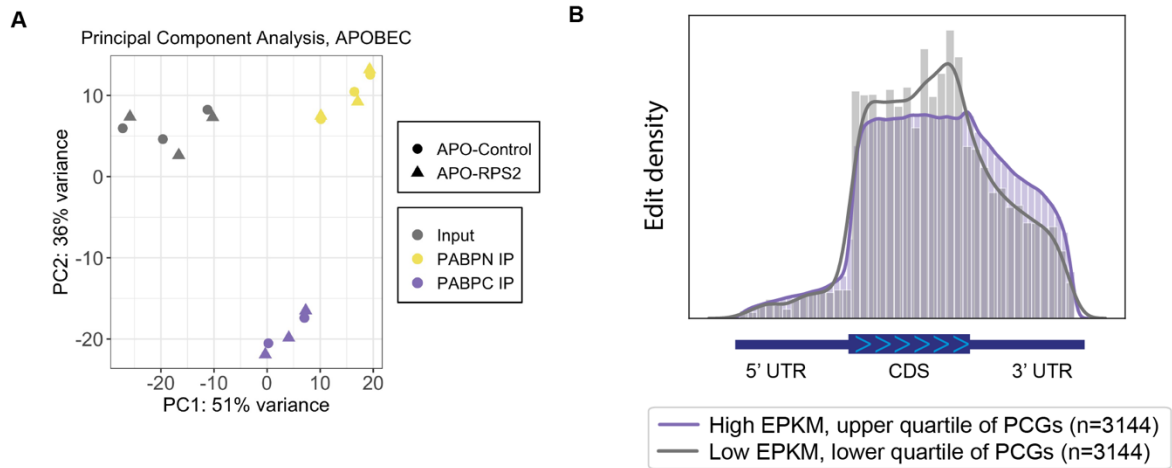 A
Principal Component Analysis, APOBEC
PC2: 36% variance
10
0
-10
-20
-20
-10
0
10
20
PC1: 51% variance
APO-Control
APO-RPS2
Input
PABPN IP
PABPC IP
B
Edit density
5’ UTR
CDS
3’ UTR
High EPKM, upper quartile of PCGs (n=3144)
Low EPKM, lower quartile of PCGs (n=3144)